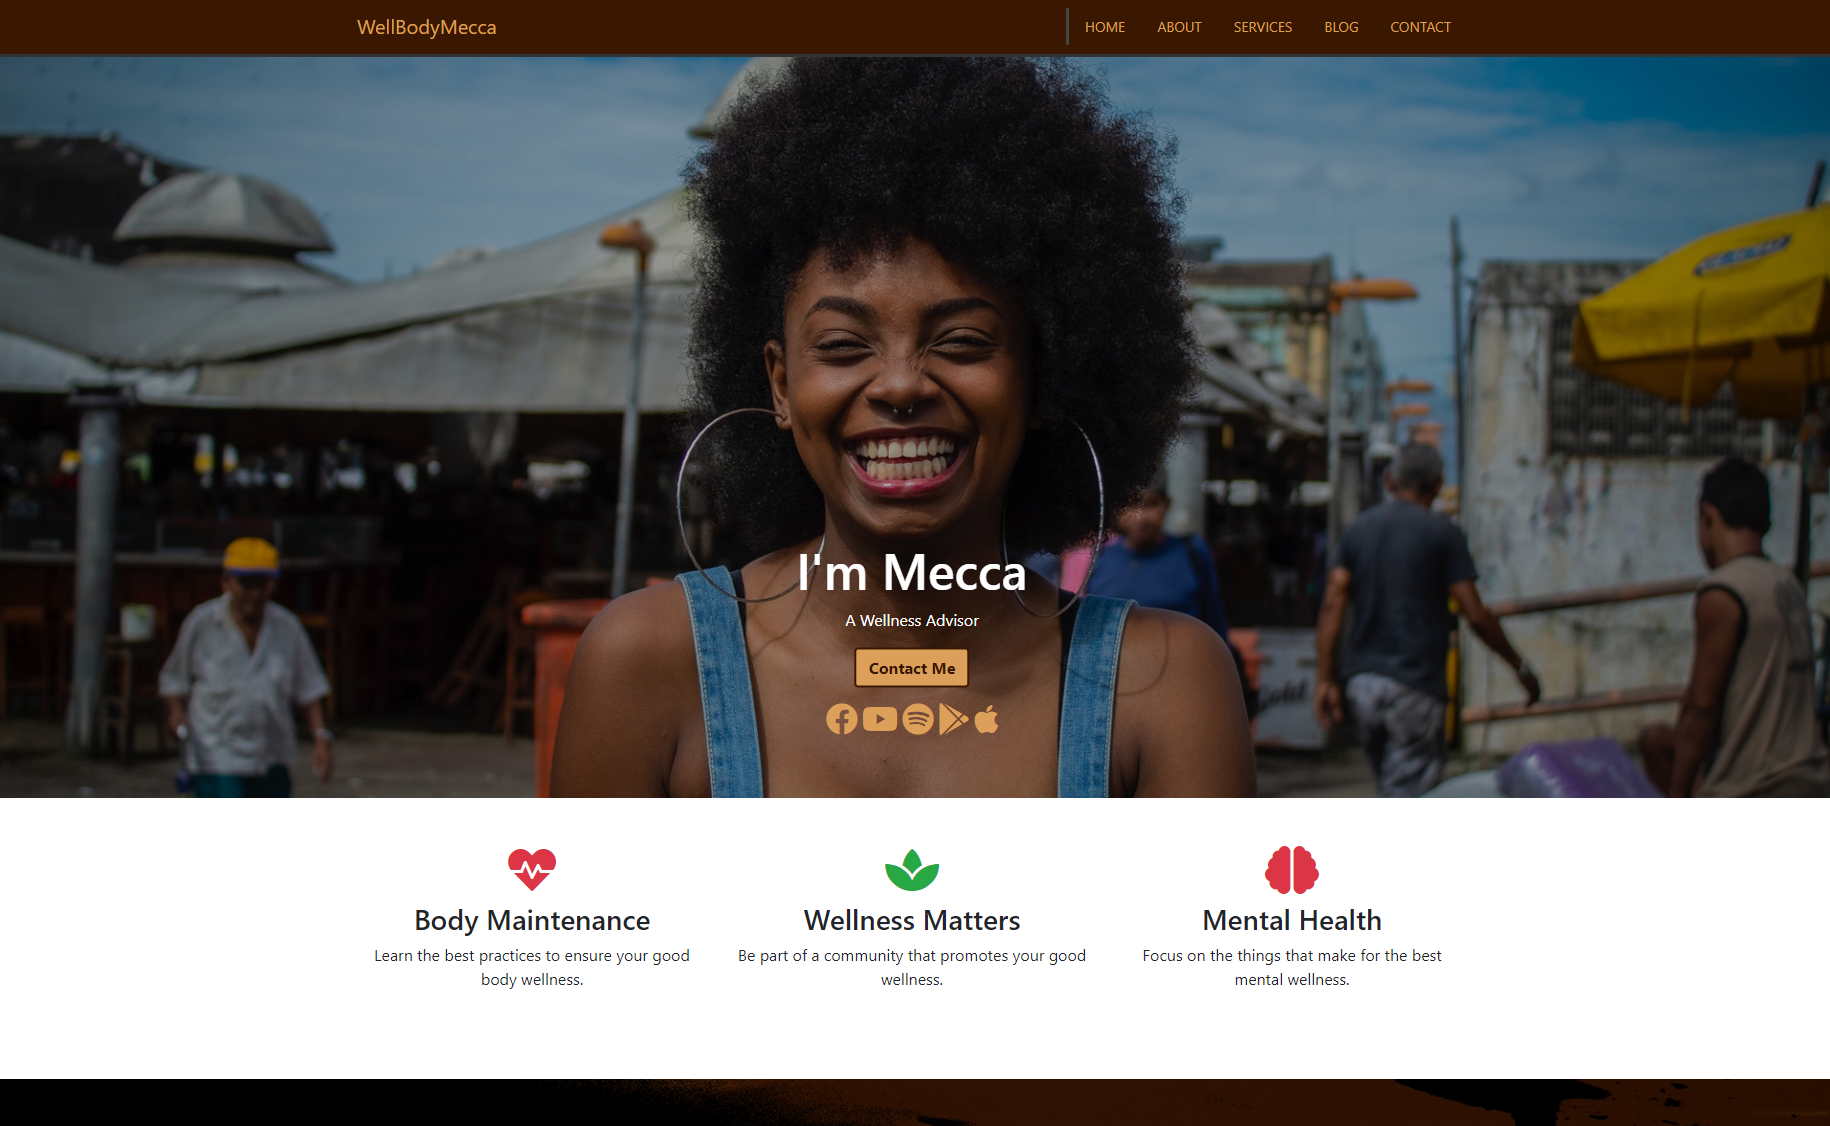 WellBodyMecca
HOME ABOUT SERVICES BLOG CONTACT
I'm Mecca
A Wellness Advisor
Contact Me
Body Maintenance
Learn the best practices to ensure your good
body wellness.
Wellness Matters
Be part of a community that promotes your good
wellness.
Mental Health
Focus on the things that make for the best
mental wellness.